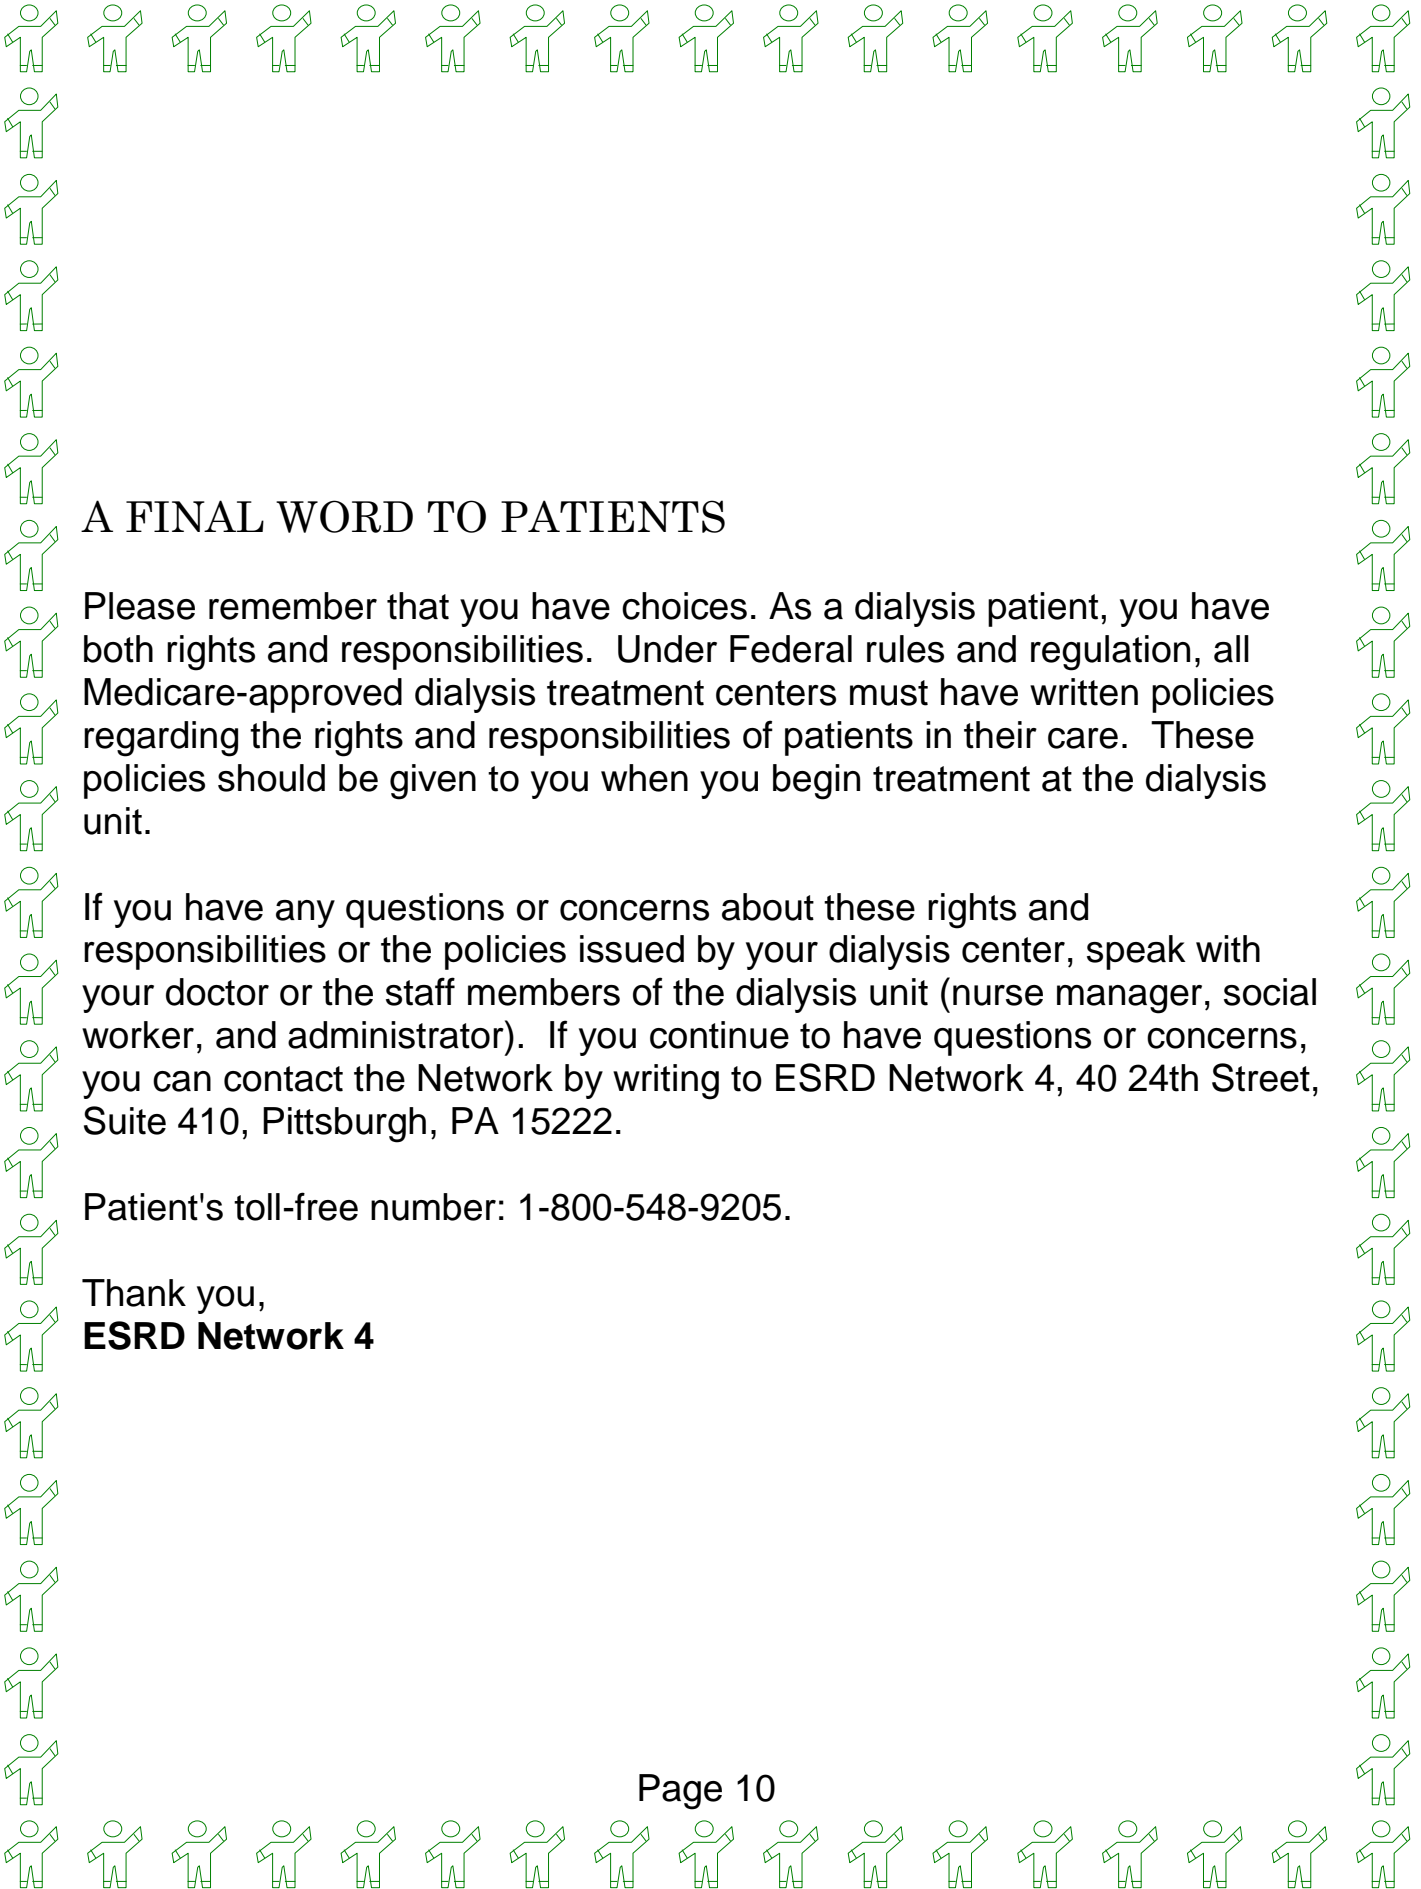 A FINAL WORD TO PATIENTS
Please remember that you have choices. As a dialysis patient, you have
both rights and responsibilities.  Under Federal rules and regulation, all
Medicare-approved dialysis treatment centers must have written policies
regarding the rights and responsibilities of patients in their care.  These
policies should be given to you when you begin treatment at the dialysis
unit.
If you have any questions or concerns about these rights and
responsibilities or the policies issued by your dialysis center, speak with
your doctor or the staff members of the dialysis unit (nurse manager, social
worker, and administrator).  If you continue to have questions or concerns,
you can contact the Network by writing to ESRD Network 4, 40 24th Street,
Suite 410, Pittsburgh, PA 15222.
Patient's toll-free number: 1-800-548-9205.
Thank you,
ESRD Network 4
Page 10